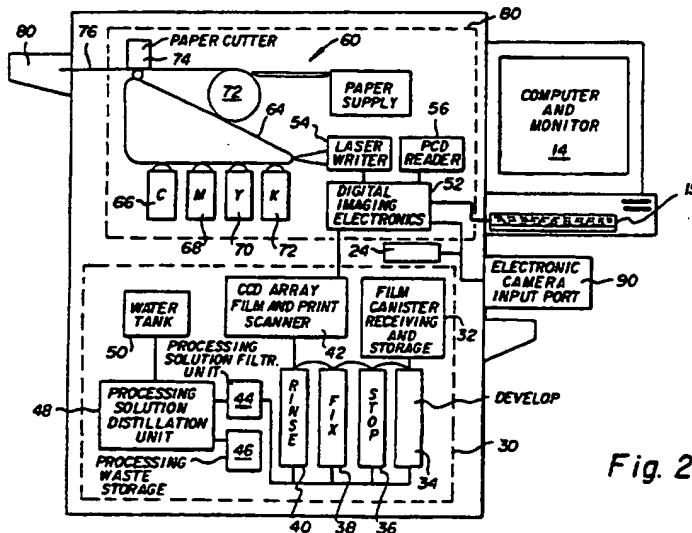 80
76
PAPER CUTTER
74
60
80
72
PAPER SUPPLY
64
54
56
LASER WRITER
PCD READER
52
DIGITAL IMAGING ELECTRONICS
C
M
Y
K
66
68
70
72
COMPUTER AND MONITOR
14
24
ELECTRONIC CAMERA INPUT PORT
90
WATER TANK
50
CCD ARRAY FILM AND PRINT SCANNER
42
FILM CANISTER RECEIVING AND STORAGE
32
PROCESSING SOLUTION FILTR. UNIT
44
48
PROCESSING SOLUTION DISTILLATION UNIT
46
PROCESSING WASTE STORAGE
RINSE
FIX
STOP
DEVELOP
34
30
40
38
36
Fig. 2